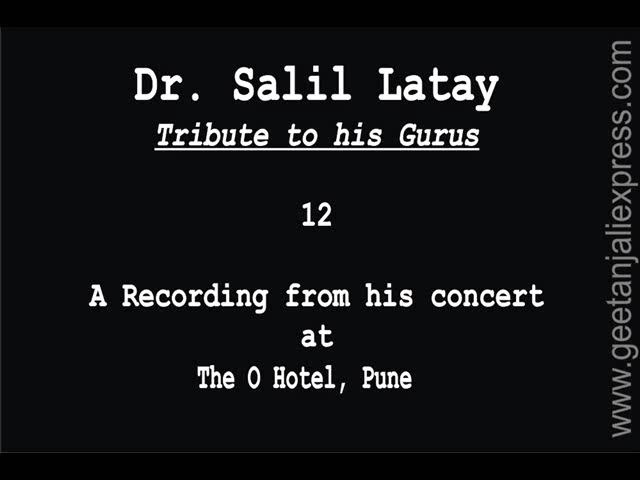 Dr. Salil Latay
Tribute to his Gurus
12
A Recording from his concert
at
The O Hotel, Pune
www.geetanjaliexpress.com